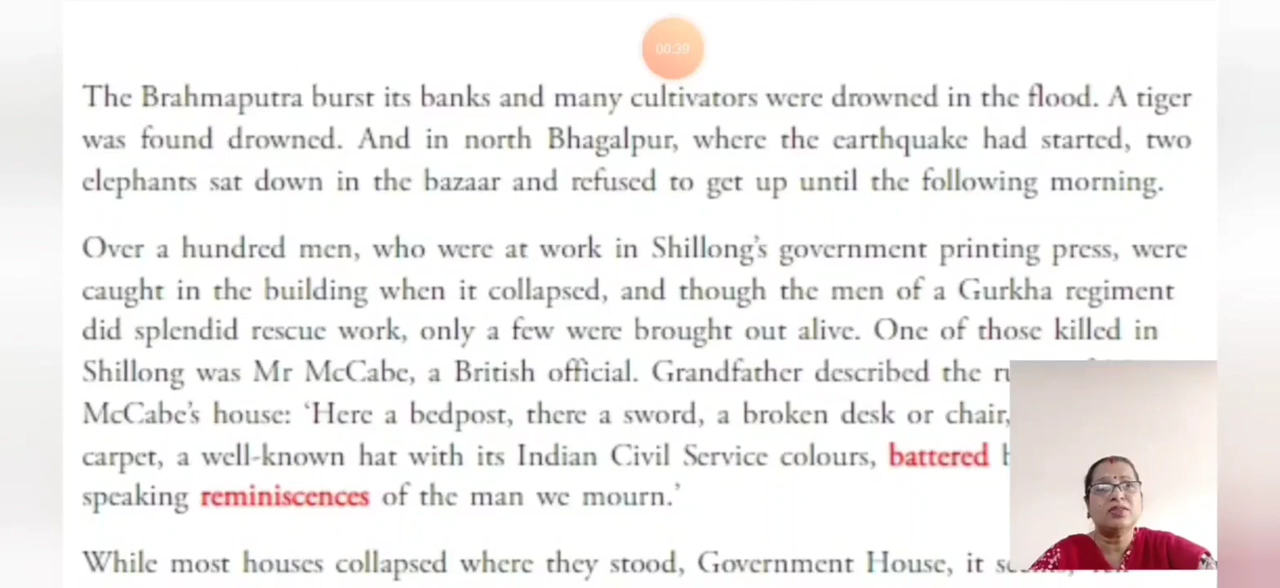 00:39
The Brahmaputra burst its banks and many cultivators were drowned in the flood. A tiger
was found drowned. And in north Bhagalpur, where the earthquake had started, two
elephants sat down in the bazaar and refused to get up until the following morning.
Over a hundred men, who were at work in Shillong's government printing press, were
caught in the building when it collapsed, and though the men of a Gurkha regiment
did splendid rescue work, only a few were brought out alive. One of those killed in
Shillong was Mr McCabe, a British official. Grandfather described the
McCabe's house: 'Here a bedpost, there a sword, a broken desk or chair,
carpet, a well-known hat with its Indian Civil Service colours, battered
speaking reminiscences of the man we mourn.'
While most houses collapsed where they stood, Government House, it